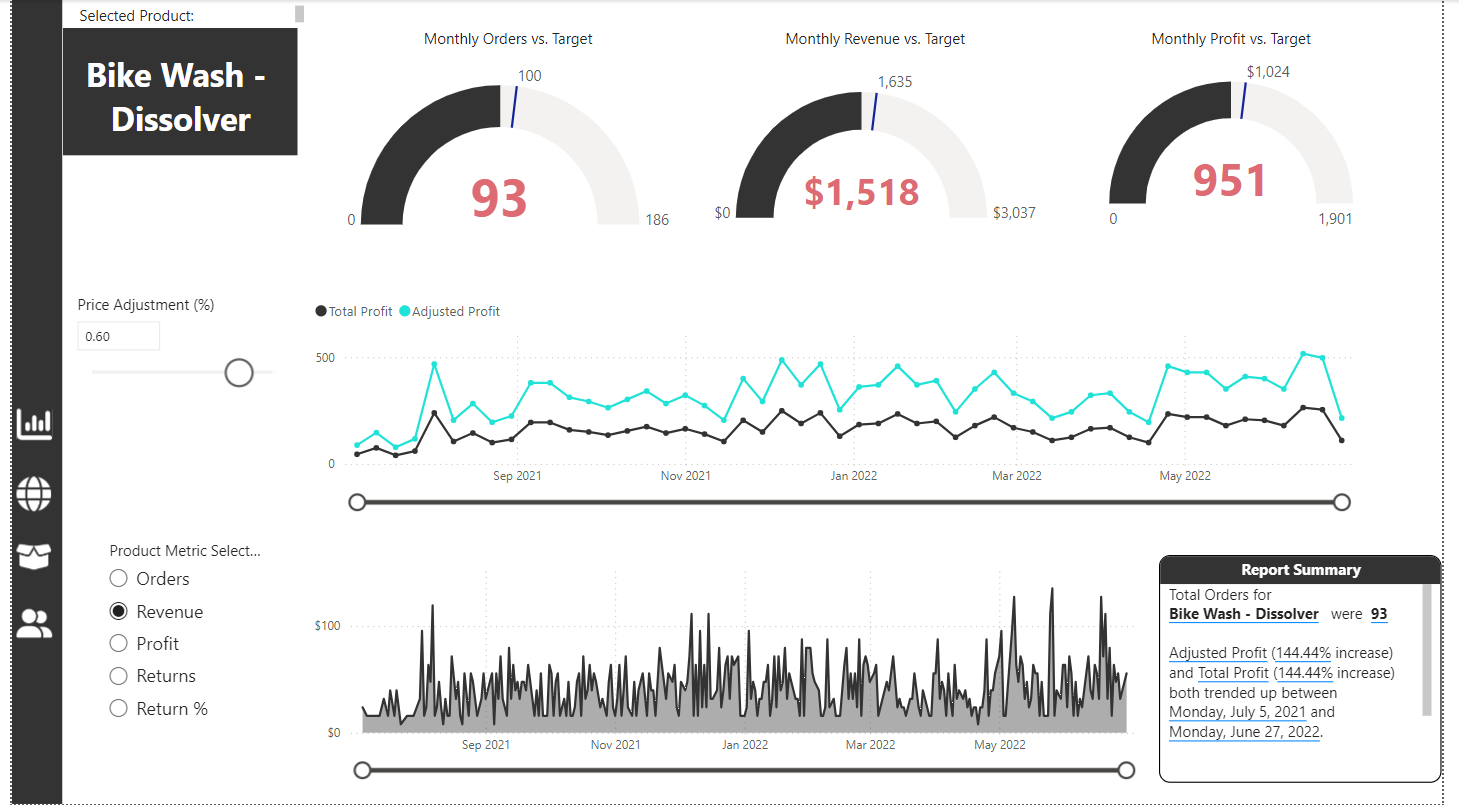 Selected Product:
Bike Wash -
Dissolver
Monthly Orders vs. Target
100
93
0
186
Monthly Revenue vs. Target
1,635
$1,518
$0
$3,037
Monthly Profit vs. Target
$1,024
951
0
1,901
Price Adjustment (%)
0.60
Total Profit Adjusted Profit
500
0
Sep 2021 Nov 2021 Jan 2022 Mar 2022 May 2022
Product Metric Select...
Orders
Revenue
Profit
Returns
Return %
$100
$0
Sep 2021 Nov 2021 Jan 2022 Mar 2022 May 2022
Report Summary
Total Orders for
Bike Wash - Dissolver were 93
Adjusted Profit (144.44% increase)
and Total Profit (144.44% increase)
both trended up between
Monday, July 5, 2021 and
Monday, June 27, 2022.